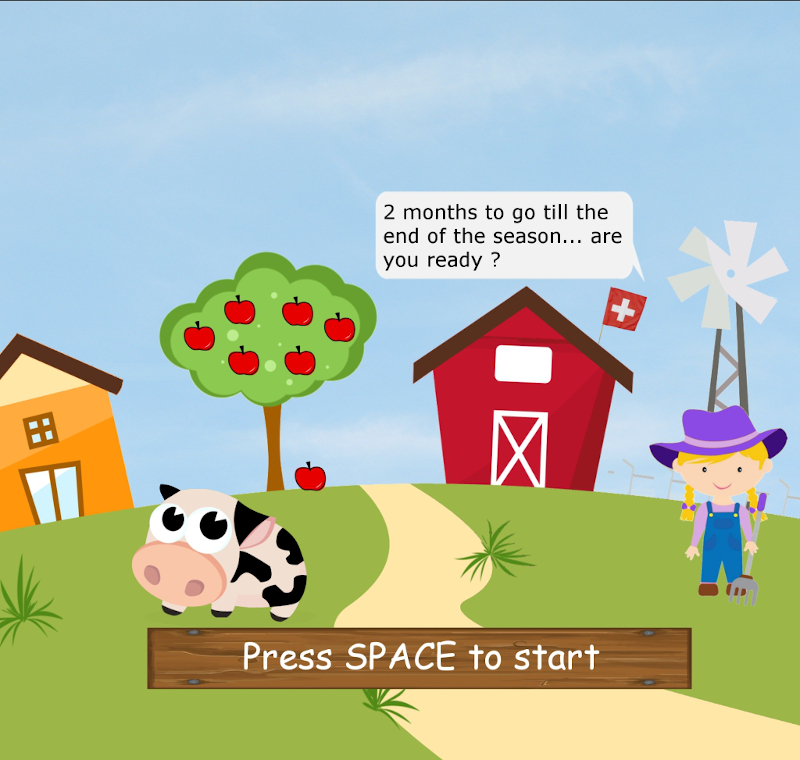 2 months to go till the
end of the season... are
you ready ?
Press SPACE to start